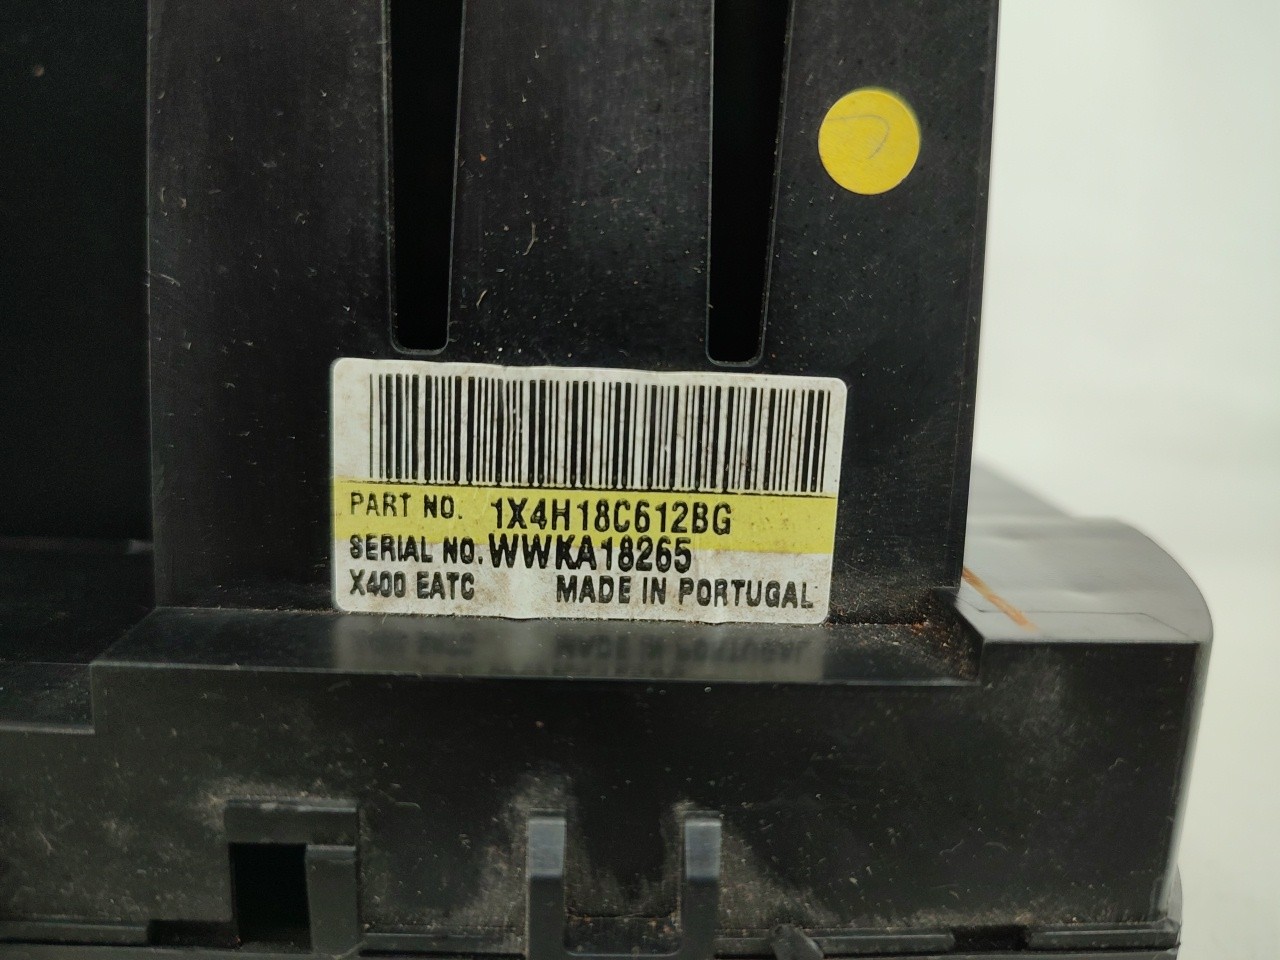 PART NO. 1X4H18C612BG
SERIAL NO. WWKA18265
X400 EATC MADE IN PORTUGAL